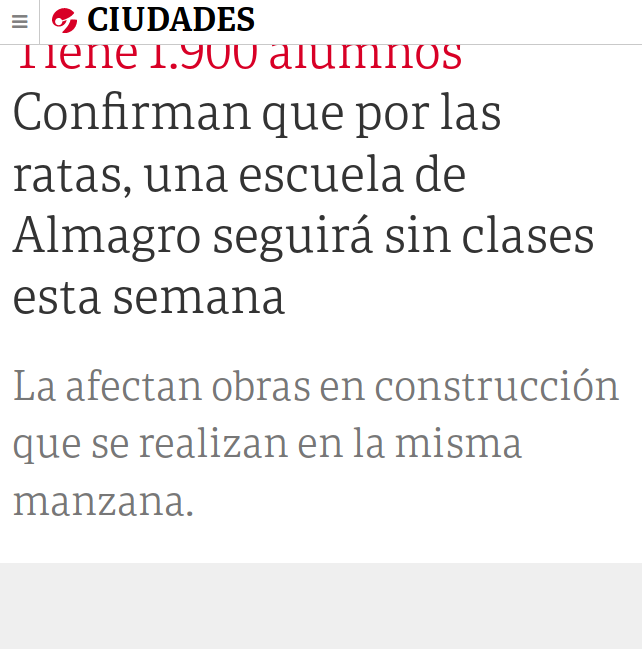 CIUDADES
Tiene 1.900 alumnos
Confirman que por las
ratas, una escuela de
Almagro seguirá sin clases
esta semana
La afectan obras en construcción
que se realizan en la misma
manzana.